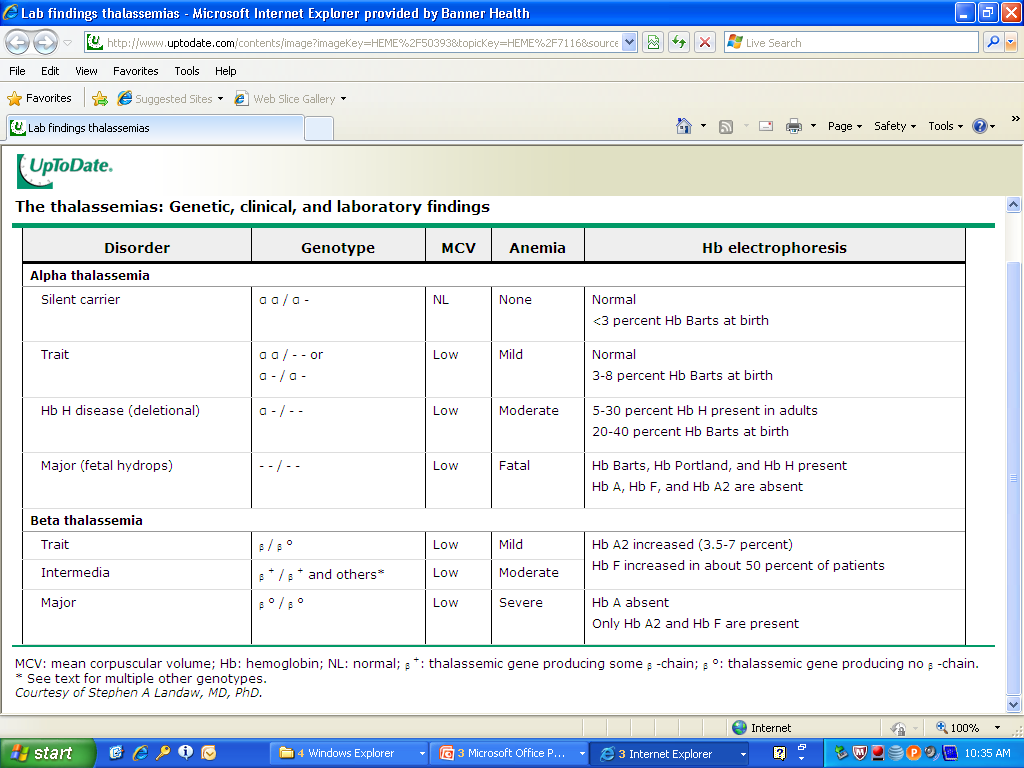 Lab findings thalassemias - Microsoft Internet Explorer provided by Banner Health
http://www.uptodate.com/contents/image?imageKey=HEME%2F50393&topicKey=HEME%2F7116&source
Live Search
File Edit View Favorites Tools Help
Favorites Suggested Sites Web Slice Gallery
Lab findings thalassemias
Page Safety Tools »
UpToDate®
The thalassemias: Genetic, clinical, and laboratory findings
Disorder Genotype MCV Anemia Hb electrophoresis
Alpha thalassemia
Silent carrier α α / α - NL None Normal
<3 percent Hb Barts at birth
Trait α α / - - or Low Mild Normal
α - / α - 3-8 percent Hb Barts at birth
Hb H disease (deletional) α - / - - Low Moderate 5-30 percent Hb H present in adults
20-40 percent Hb Barts at birth
Major (fetal hydrops) - - / - - Low Fatal Hb Barts, Hb Portland, and Hb H present
Hb A, Hb F, and Hb A2 are absent
Beta thalassemia
Trait β / β º Low Mild Hb A2 increased (3.5-7 percent)
Intermedia β + / β + and others* Low Moderate Hb F increased in about 50 percent of patients
Major β º / β º Low Severe Hb A absent
Only Hb A2 and Hb F are present
MCV: mean corpuscular volume; Hb: hemoglobin; NL: normal; β +: thalassemic gene producing some β -chain; β º: thalassemic gene producing no β -chain.
* See text for multiple other genotypes.
Courtesy of Stephen A Landaw, MD, PhD.
Internet 100%
start 4 Windows Explorer 3 Microsoft Office P... 3 Internet Explorer 10:35 AM